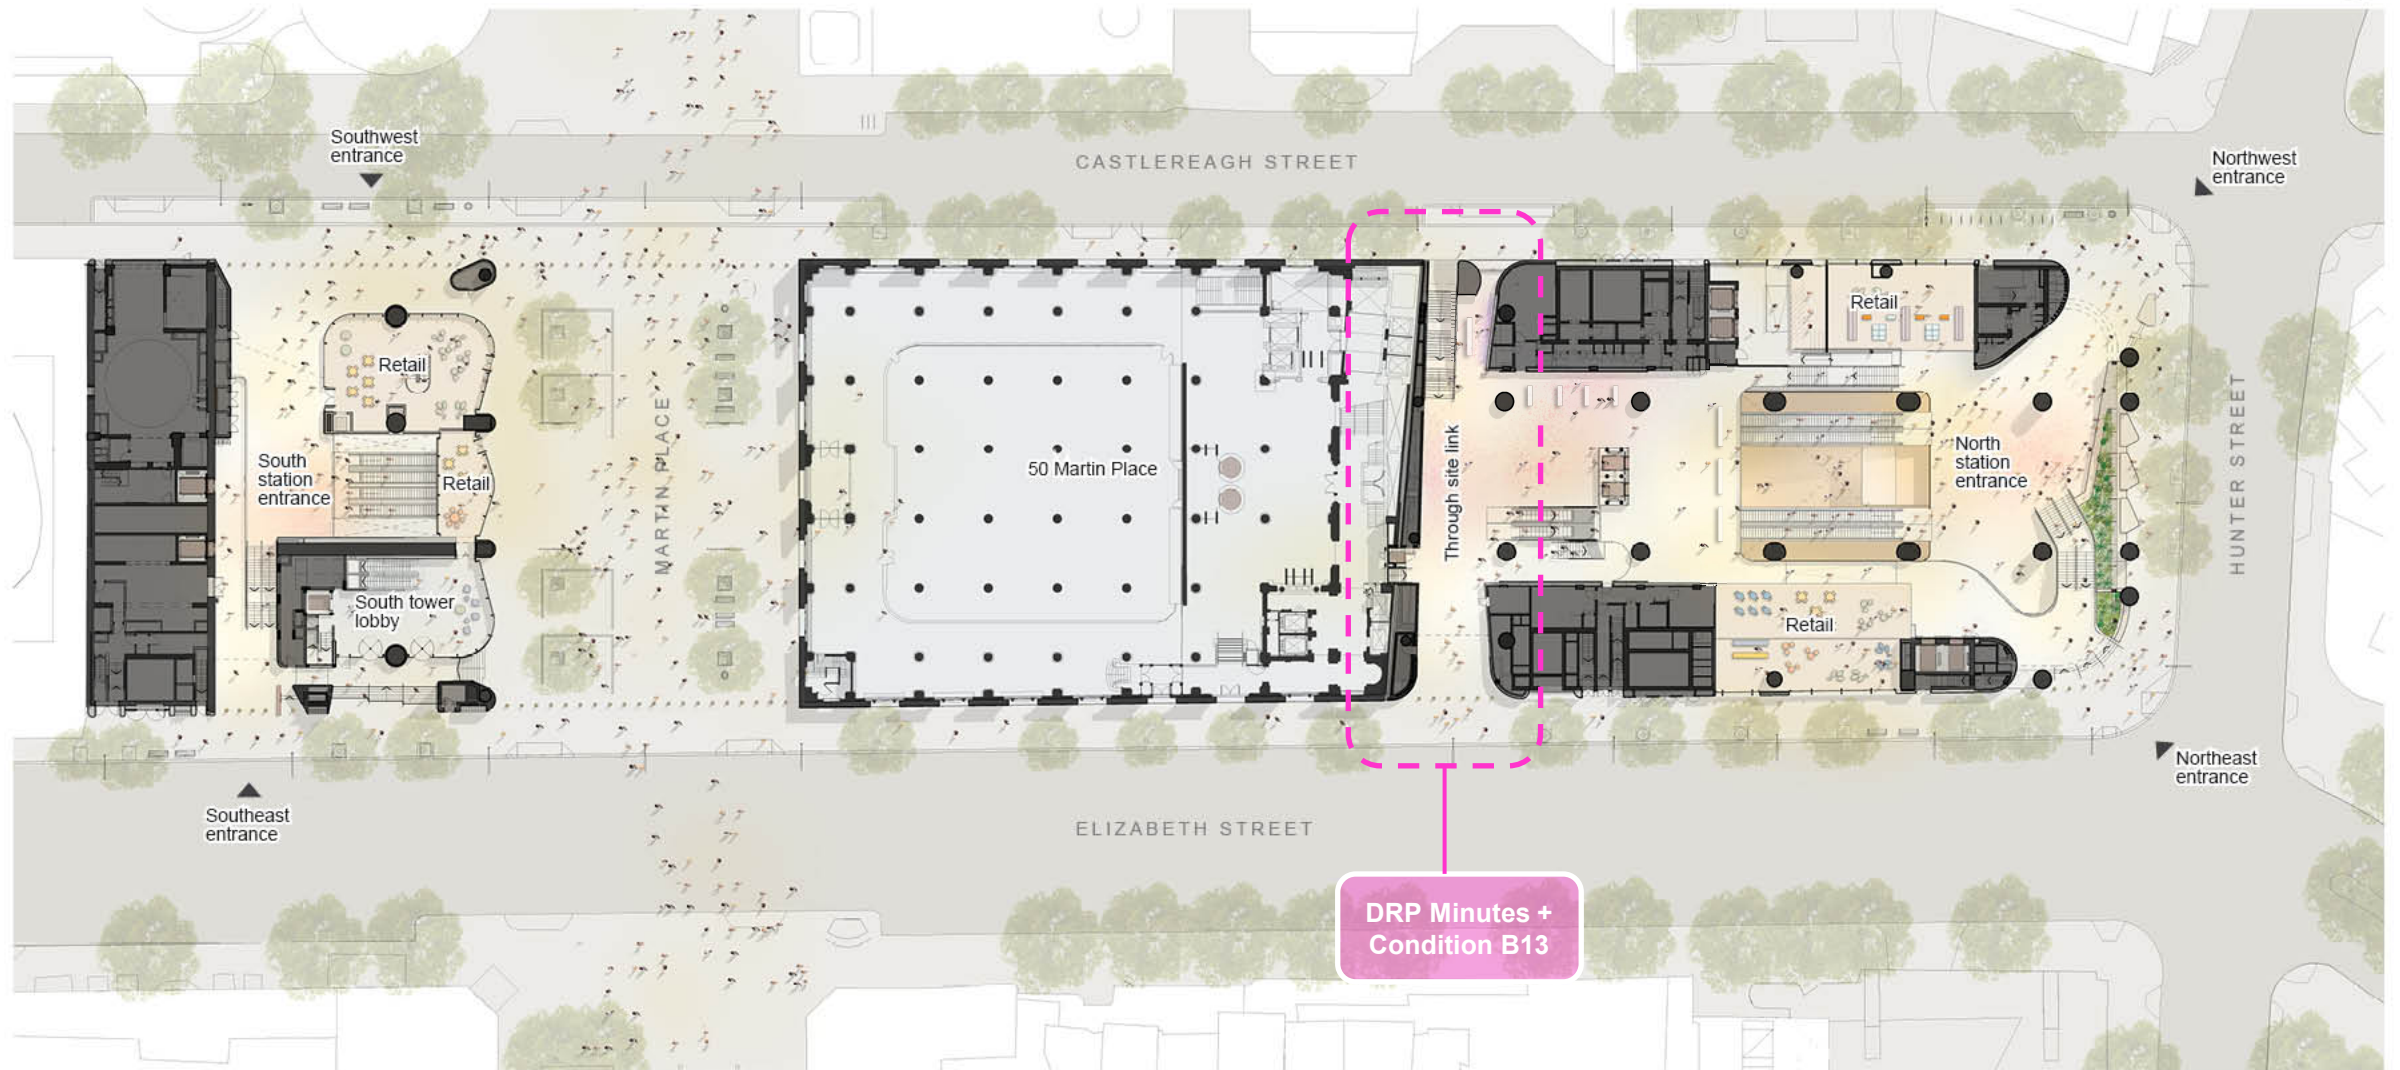 Southwest
entrance
CASTLEREAGH STREET
Northwest
entrance
Retail
Retail
MARTIN PLACE
South
station
entrance
Retail
50 Martin Place
Through site link
North
station
entrance
HUNTER STREET
South tower
lobby
Retail
Southeast
entrance
ELIZABETH STREET
Northeast
entrance
DRP Minutes +
Condition B13